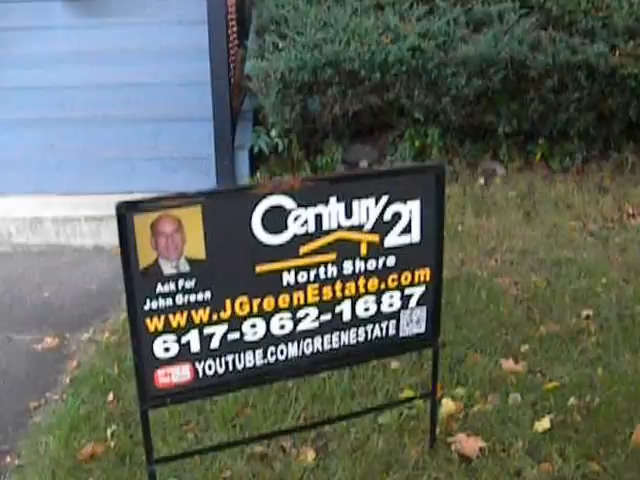 Century 21
North Shore
Ask For
John Green
www.JGreenEstate.com
617-962-1687
YOUTUBE.COM/GREENESTATE